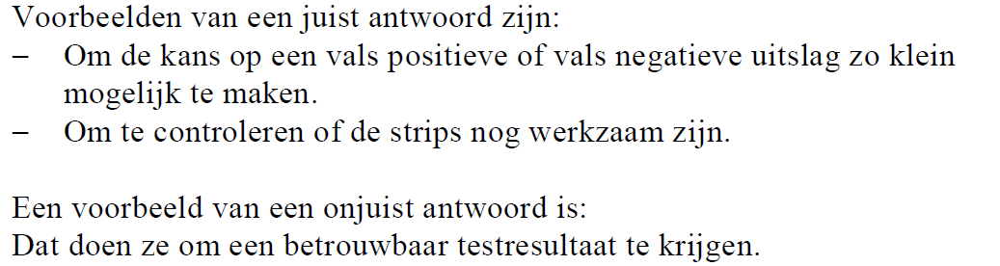 Voorbeelden van een juist antwoord zijn:
– Om de kans op een vals positieve of vals negatieve uitslag zo klein
mogelijk te maken.
– Om te controleren of de strips nog werkzaam zijn.
Een voorbeeld van een onjuist antwoord is:
Dat doen ze om een betrouwbaar testresultaat te krijgen.